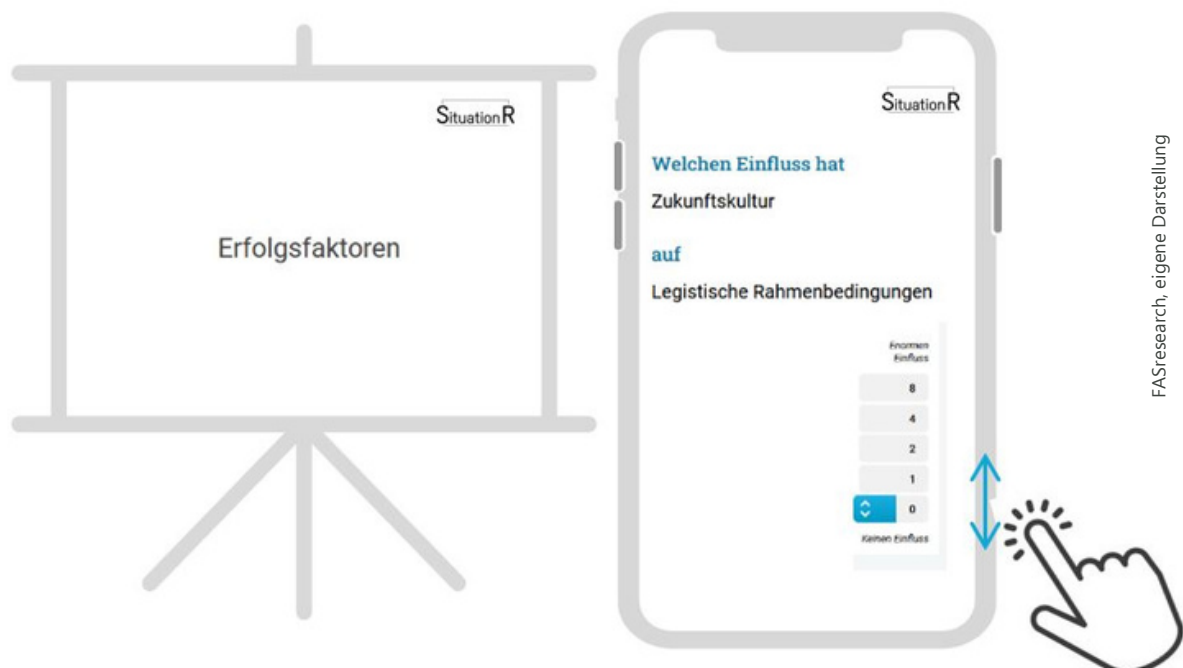 SituationR
Erfolgsfaktoren
SituationR
Welchen Einfluss hat
Zukunftskultur
auf
Legistische Rahmenbedingungen
Enormen
Einfluss
8
4
2
1
0
Keinen Einfluss
FASresearch, eigene Darstellung